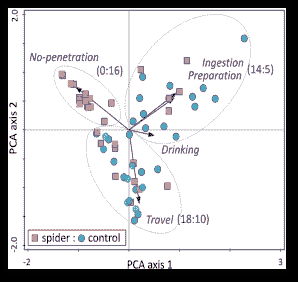 2.0
No-penetration
(0:16)
Ingestion
Preparation
(14:5)
PCA axis 2
Drinking
Travel (18:10)
spider : control
-2.0
-2
PCA axis 1
3